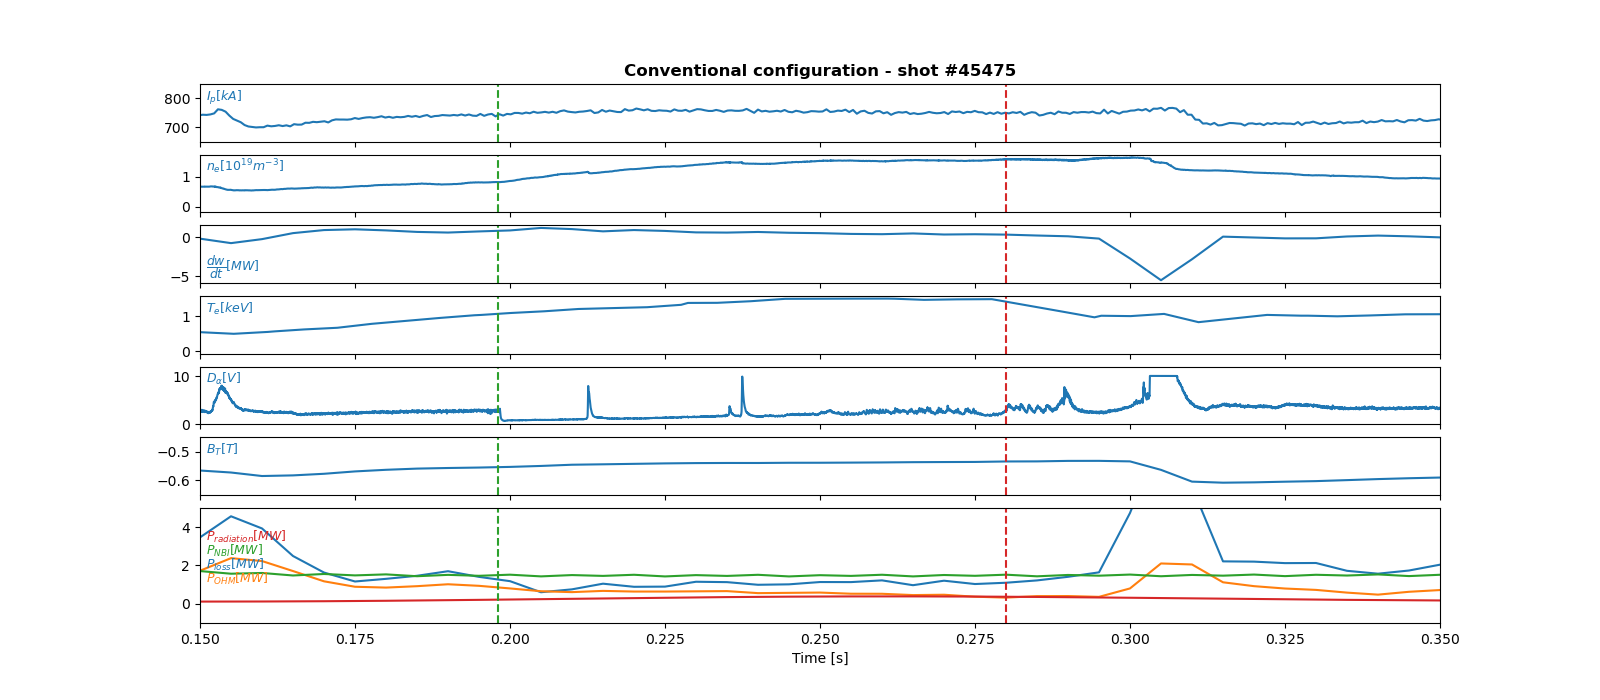 Conventional configuration - shot #45475
800
700
I_p[kA]
1
0
n_e[10^19 m^−3]
0
−5
dw/dt[MW]
1
0
T_e[keV]
10
0
D_α[V]
−0.5
−0.6
B_T[T]
4
2
0
P_radiation[MW]
P_NBI[MW]
P_loss[MW]
P_OHM[MW]
0.150 0.175 0.200 0.225 0.250 0.275 0.300 0.325 0.350
Time [s]